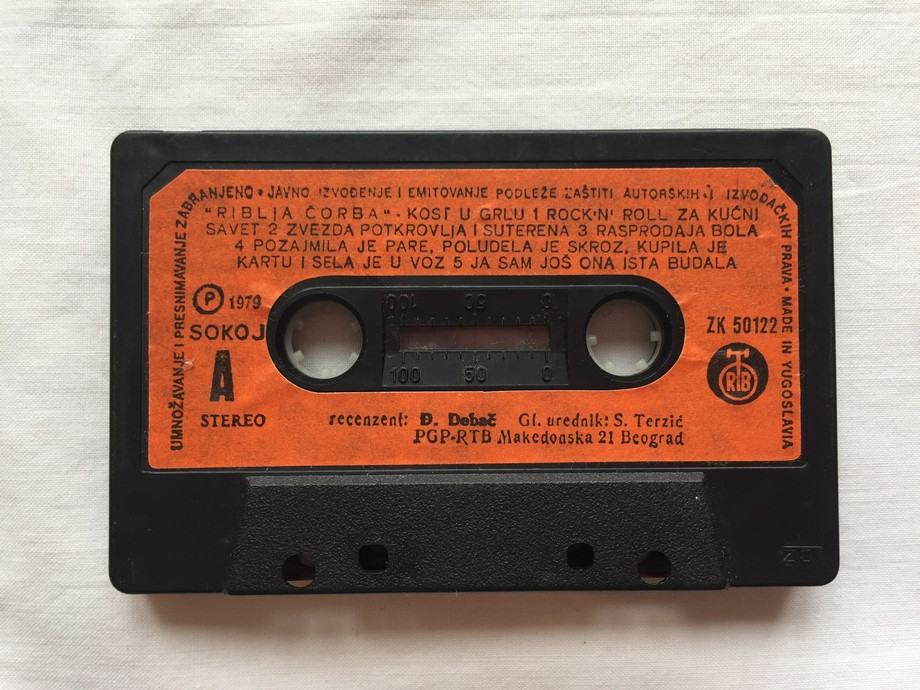 UMNOŽAVANJE I PRESNIMAVANJE ZABRANJENO • JAVNO IZVOĐENJE I EMITOVANJE PODLEŽE ZAŠTITI AUTORSKIH I IZVOĐAČKIH PRAVA • MADE IN YUGOSLAVIA
"RIBLJA ČORBA" - KOST U GRLU 1 ROCK'N' ROLL ZA KUĆNI
SAVET 2 ZVEZDA POTKROVLJA I SUTERENA 3 RASPRODAJA BOLA
4 POZAJMILA JE PARE, POLUDELA JE SKROZ, KUPILA JE
KARTU I SELA JE U VOZ 5 JA SAM JOŠ ONA ISTA BUDALA
Ⓟ 1979
SOKOJ
A
STEREO
100 50 0
100 50 0
ZK 50122
RTB
recenzent: Đ. Debač Gl. urednik: S. Terzić
PGP-RTB Makedonska 21 Beograd